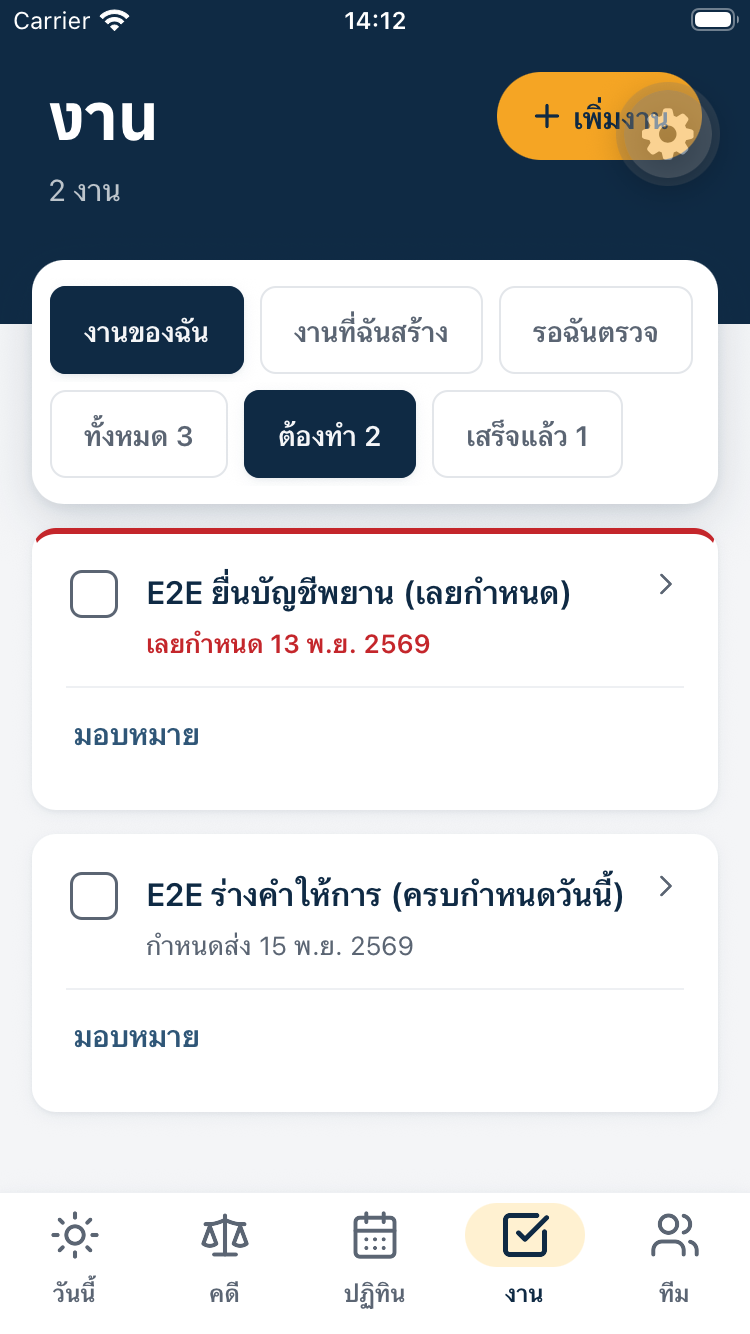 Carrier 14:12
งาน
+ เพิ่มงาน
2 งาน
งานของฉัน งานที่ฉันสร้าง รอฉันตรวจ
ทั้งหมด 3 ต้องทำ 2 เสร็จแล้ว 1
E2E ยื่นบัญชีพยาน (เลยกำหนด)
เลยกำหนด 13 พ.ย. 2569
มอบหมาย
E2E ร่างคำให้การ (ครบกำหนดวันนี้)
กำหนดส่ง 15 พ.ย. 2569
มอบหมาย
วันนี้ คดี ปฏิทิน งาน ทีม